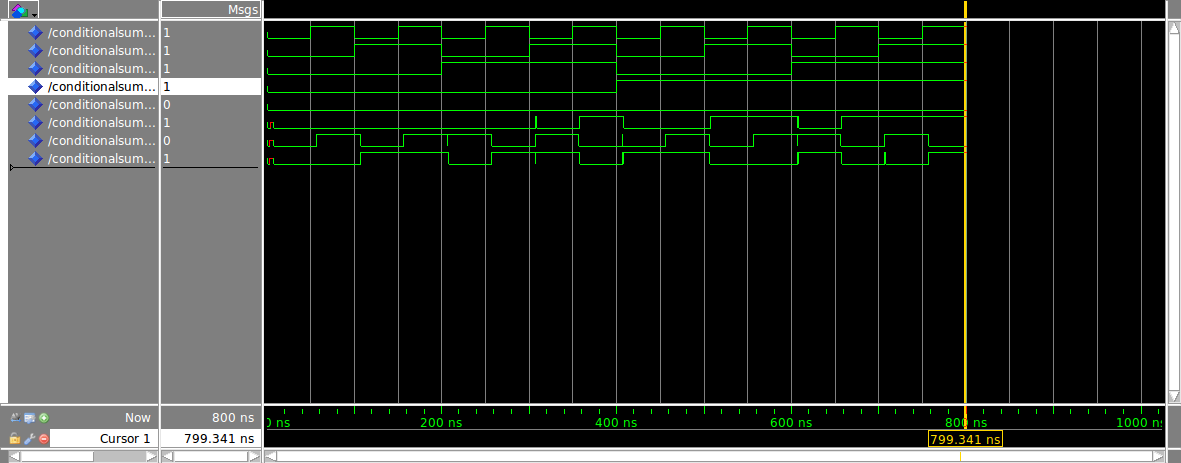 Msgs
/conditionalsum... 1
/conditionalsum... 1
/conditionalsum... 1
/conditionalsum... 1
/conditionalsum... 0
/conditionalsum... 1
/conditionalsum... 0
/conditionalsum... 1
Now 800 ns
Cursor 1 799.341 ns
ns 200 ns 400 ns 600 ns 800 ns 1000 ns
799.341 ns